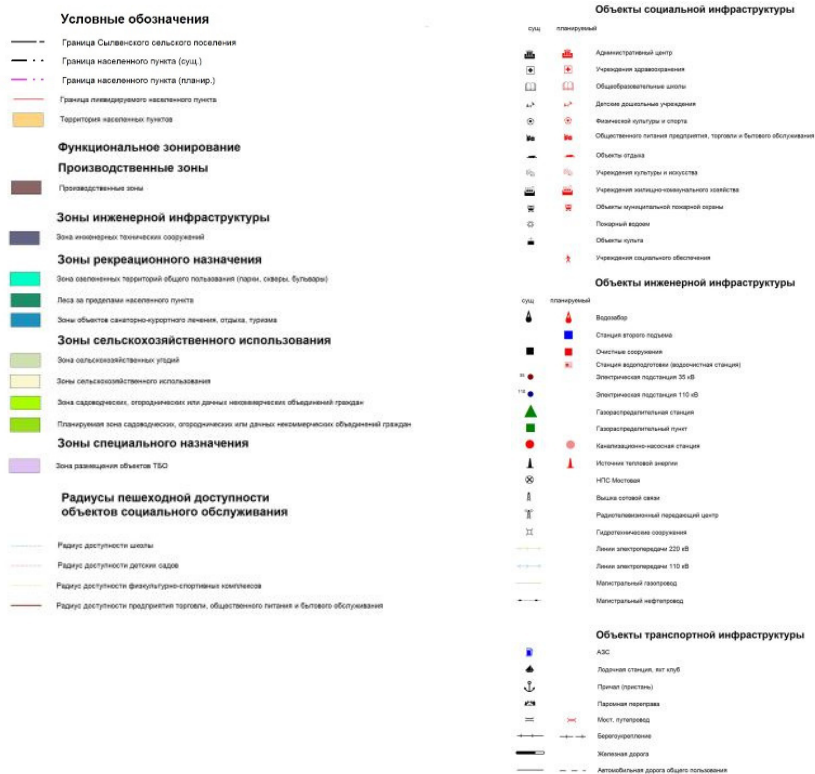 Условные обозначения
Граница Сылвенского сельского поселения
Граница населенного пункта (сущ.)
Граница населенного пункта (планир.)
Граница ликвидируемого населенного пункта
Территория населенных пунктов
Функциональное зонирование
Производственные зоны
Производственные зоны
Зоны инженерной инфраструктуры
Зона инженерных технических сооружений
Зоны рекреационного назначения
Зона озелененных территорий общего пользования (парки, скверы, бульвары)
Леса за пределами населенного пункта
Зоны объектов санаторно-курортного лечения, отдыха, туризма
Зоны сельскохозяйственного использования
Зона сельскохозяйственных угодий
Зоны сельскохозяйственного использования
Зона садоводческих, огороднических или дачных некоммерческих объединений граждан
Планируемая зона садоводческих, огороднических или дачных некоммерческих объединений граждан
Зоны специального назначения
Зона размещения объектов ТБО
Радиусы пешеходной доступности
объектов социального обслуживания
Радиус доступности школы
Радиус доступности детских садов
Радиус доступности физкультурно-спортивных комплексов
Радиус доступности предприятия торговли, общественного питания и бытового обслуживания
Объекты социальной инфраструктуры
сущ планируемый
Административный центр
Учреждения здравоохранения
Общеобразовательные школы
Детские дошкольные учреждения
Физической культуры и спорта
Общественного питания предприятия, торговли и бытового обслуживания
Объекты отдыха
Учреждения культуры и искусства
Учреждения жилищно-коммунального хозяйства
Объекты муниципальной пожарной охраны
Пожарный водоем
Объекты культа
Учреждения социального обеспечения
Объекты инженерной инфраструктуры
сущ планируемый
Водозабор
Станция второго подъема
Очистные сооружения
Станция водоподготовки (водоочистная станция)
35 Электрическая подстанция 35 кВ
110 Электрическая подстанция 110 кВ
Газораспределительная станция
Газораспределительный пункт
Канализационно-насосная станция
Источник тепловой энергии
НПС Мостовая
Вышка сотовой связи
Радиотелевизионный передающий центр
Гидротехнические сооружения
Линии электропередачи 220 кВ
Линии электропередачи 110 кВ
Магистральный газопровод
Магистральный нефтепровод
Объекты транспортной инфраструктуры
АЗС
Лодочная станция, яхт клуб
Причал (пристань)
Паромная переправа
Мост, путепровод
Берегоукрепление
Железная дорога
Автомобильная дорога общего пользования